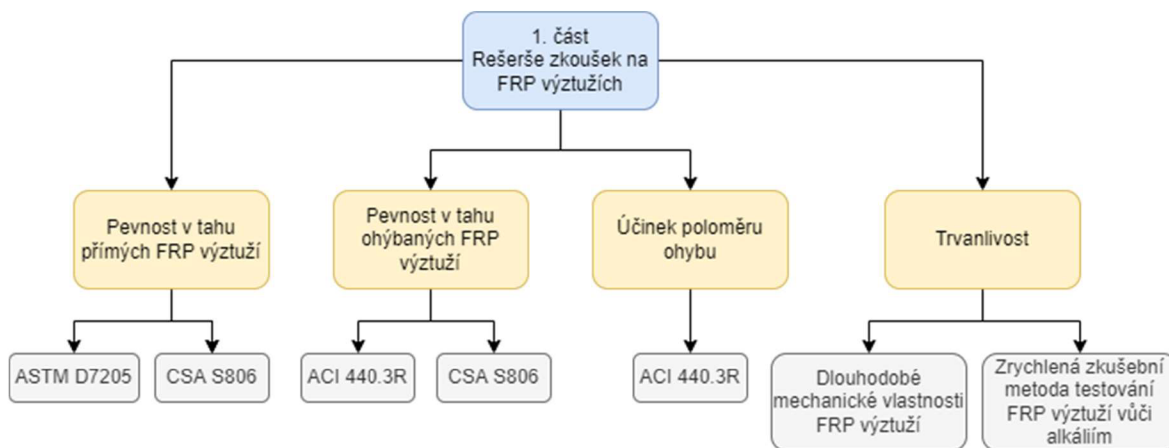 1. část
Rešerše zkoušek na
FRP výztužích
Pevnost v tahu
přímých FRP výztuží
Pevnost v tahu
ohýbaných FRP
výztuží
Účinek poloměru
ohybu
Trvanlivost
ASTM D7205
CSA S806
ACI 440.3R
CSA S806
ACI 440.3R
Dlouhodobé
mechanické vlastnosti
FRP výztuží
Zrychlená zkušební
metoda testování
FRP výztuží vůči
alkáliím